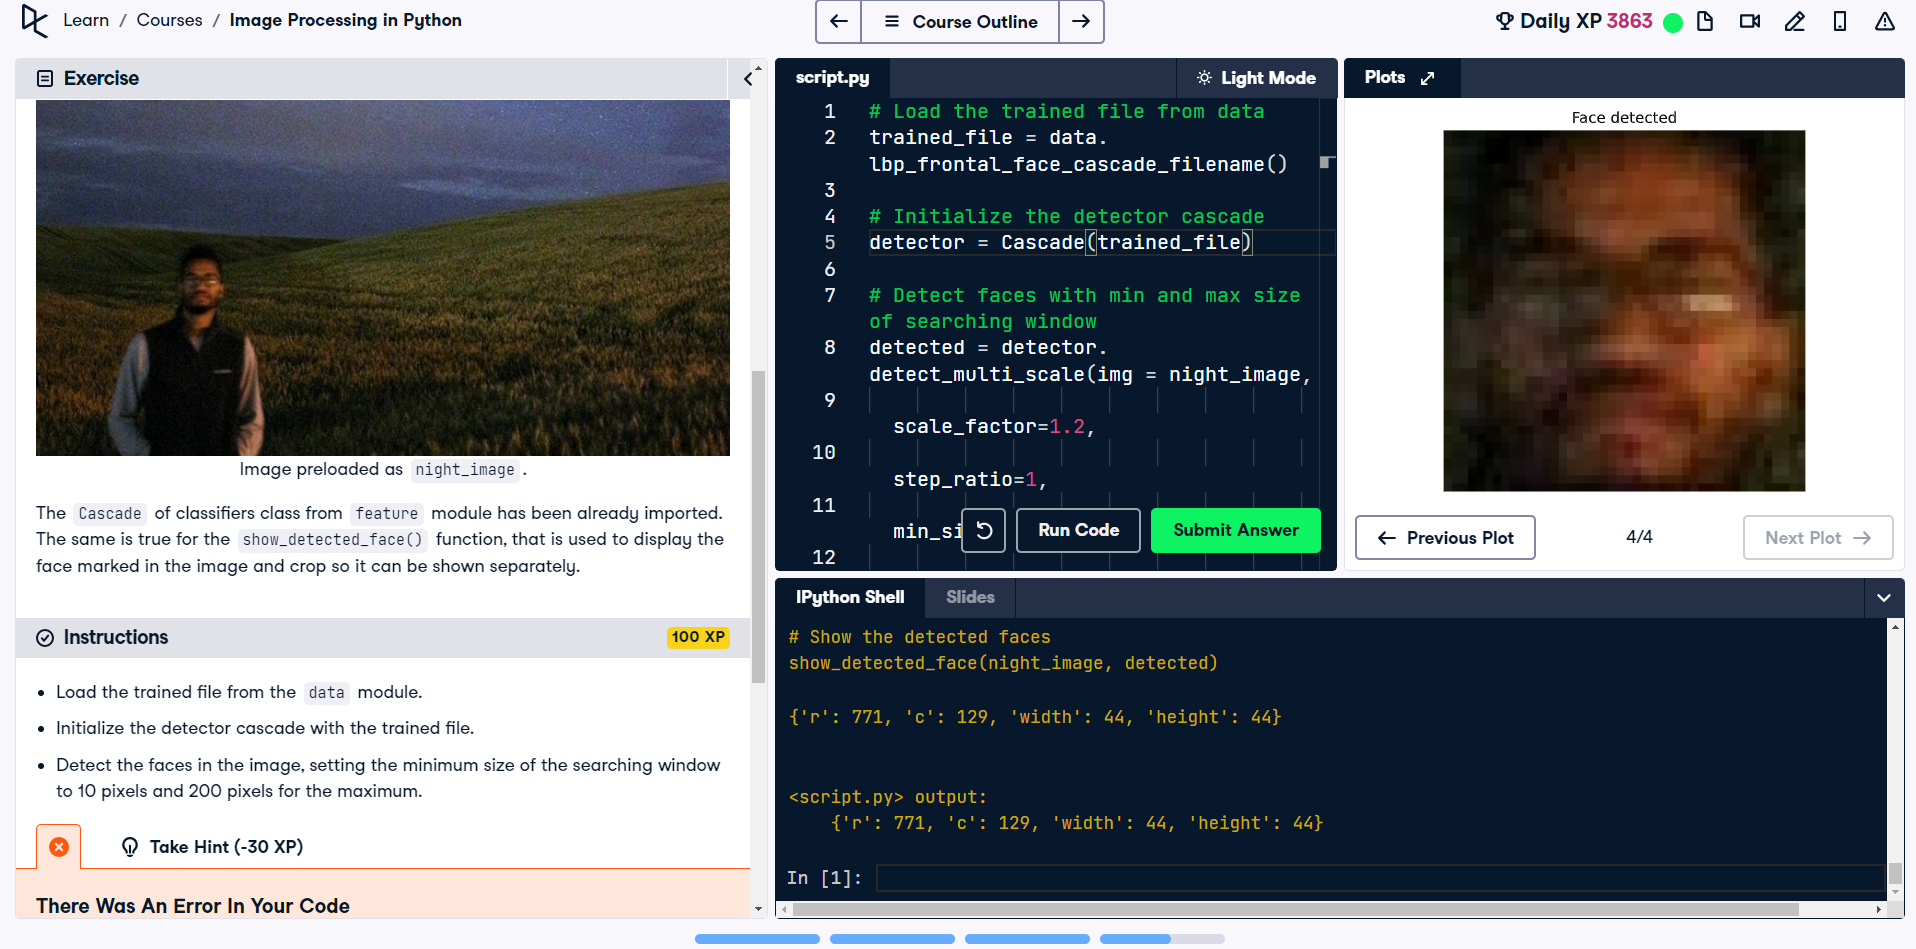 Learn / Courses / Image Processing in Python
Course Outline
Daily XP 3863
Exercise
Image preloaded as night_image .
The Cascade of classifiers class from feature module has been already imported.
The same is true for the show_detected_face() function, that is used to display the
face marked in the image and crop so it can be shown separately.
Instructions
100 XP
• Load the trained file from the data module.
• Initialize the detector cascade with the trained file.
• Detect the faces in the image, setting the minimum size of the searching window
to 10 pixels and 200 pixels for the maximum.
Take Hint (-30 XP)
There Was An Error In Your Code
script.py
Light Mode
1 # Load the trained file from data
2 trained_file = data.
lbp_frontal_face_cascade_filename()
3
4 # Initialize the detector cascade
5 detector = Cascade(trained_file)
6
7 # Detect faces with min and max size
of searching window
8 detected = detector.
detect_multi_scale(img = night_image,
9
scale_factor=1.2,
10
step_ratio=1,
11
min_si
12
Run Code
Submit Answer
Plots
Face detected
Previous Plot
4/4
Next Plot
IPython Shell
Slides
# Show the detected faces
show_detected_face(night_image, detected)
{'r': 771, 'c': 129, 'width': 44, 'height': 44}
<script.py> output:
{'r': 771, 'c': 129, 'width': 44, 'height': 44}
In [1]: